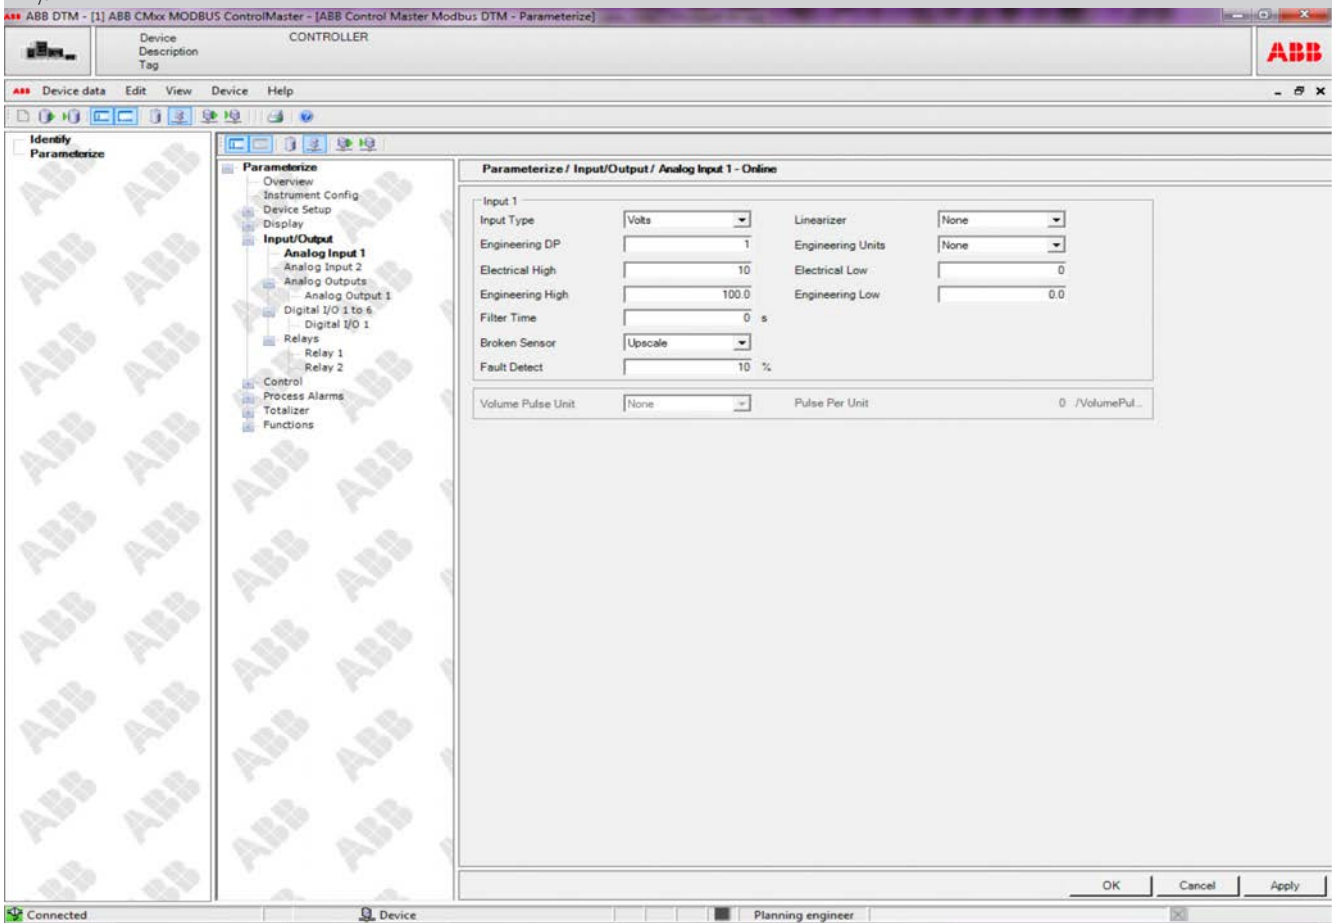 ABB DTM - [1] ABB CMxx MODBUS ControlMaster - [ABB Control Master Modbus DTM - Parameterize]
Device CONTROLLER
Description
Tag
ABB
ABB Device data Edit View Device Help
Identify
Parameterize
Parameterize
Overview
Instrument Config
Device Setup
Display
Input/Output
Analog Input 1
Analog Input 2
Analog Outputs
Analog Output 1
Digital I/O 1 to 6
Digital I/O 1
Relays
Relay 1
Relay 2
Control
Process Alarms
Totalizer
Functions
Parameterize / Input/Output / Analog Input 1 - Online
Input 1
Input Type Volts Linearizer None
Engineering DP 1 Engineering Units None
Electrical High 10 Electrical Low 0
Engineering High 100.0 Engineering Low 0.0
Filter Time 0 s
Broken Sensor Upscale
Fault Detect 10 %
Volume Pulse Unit None Pulse Per Unit 0 /VolumePul...
OK Cancel Apply
Connected Device Planning engineer